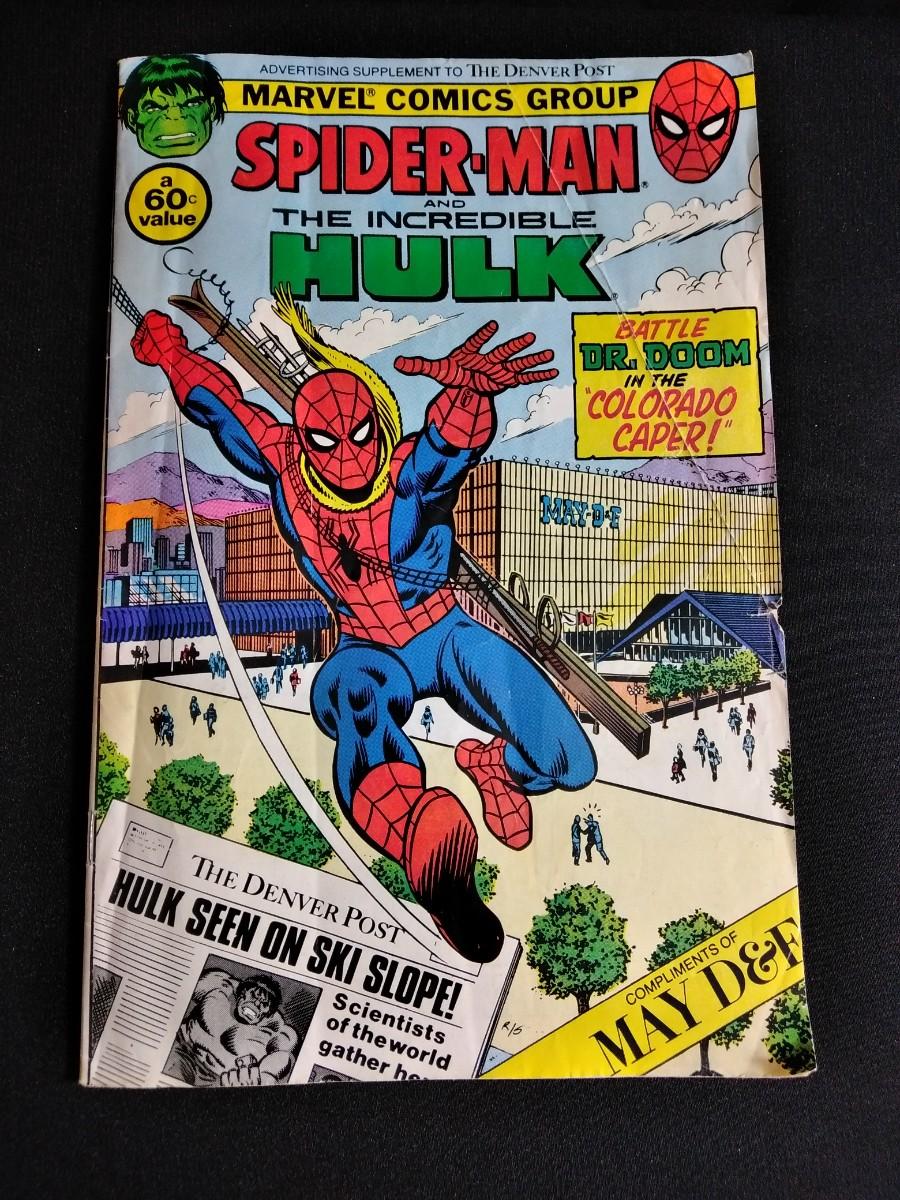 ADVERTISING SUPPLEMENT TO THE DENVER POST
MARVEL® COMICS GROUP
SPIDER-MAN®
AND
THE INCREDIBLE
HULK®
a
60c
value
BATTLE
DR. DOOM
IN THE
"COLORADO
CAPER!"
MAY-D&F
THE DENVER POST
HULK SEEN ON SKI SLOPE!
Scientists
of the world
gather
R/G
COMPLIMENTS OF
MAY D&F